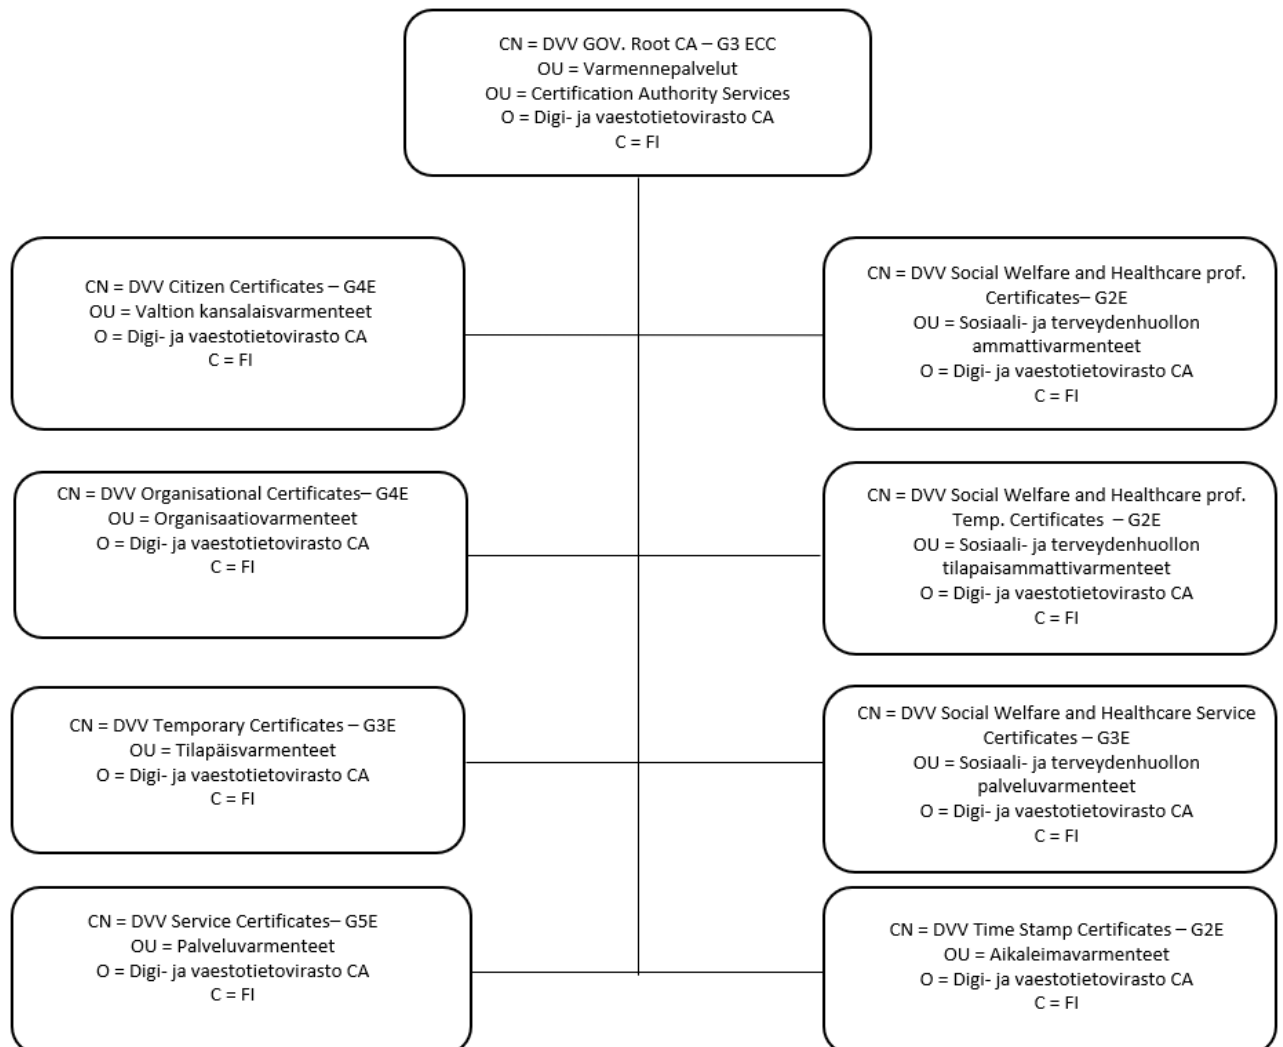 CN = DVV GOV. Root CA – G3 ECC
OU = Varmennepalvelut
OU = Certification Authority Services
O = Digi- ja vaestotietovirasto CA
C = FI
CN = DVV Citizen Certificates – G4E
OU = Valtion kansalaisvarmenteet
O = Digi- ja vaestotietovirasto CA
C = FI
CN = DVV Social Welfare and Healthcare prof.
Certificates– G2E
OU = Sosiaali- ja terveydenhuollon
ammattivarmenteet
O = Digi- ja vaestotietovirasto CA
C = FI
CN = DVV Organisational Certificates– G4E
OU = Organisaatiovarmenteet
O = Digi- ja vaestotietovirasto CA
C = FI
CN = DVV Social Welfare and Healthcare prof.
Temp. Certificates – G2E
OU = Sosiaali- ja terveydenhuollon
tilapaisammattivarmenteet
O = Digi- ja vaestotietovirasto CA
C = FI
CN = DVV Temporary Certificates – G3E
OU = Tilapäisvarmenteet
O = Digi- ja vaestotietovirasto CA
C = FI
CN = DVV Social Welfare and Healthcare Service
Certificates – G3E
OU = Sosiaali- ja terveydenhuollon
palveluvarmenteet
O = Digi- ja vaestotietovirasto CA
C = FI
CN = DVV Service Certificates– G5E
OU = Palveluvarmenteet
O = Digi- ja vaestotietovirasto CA
C = FI
CN = DVV Time Stamp Certificates – G2E
OU = Aikaleimavarmenteet
O = Digi- ja vaestotietovirasto CA
C = FI